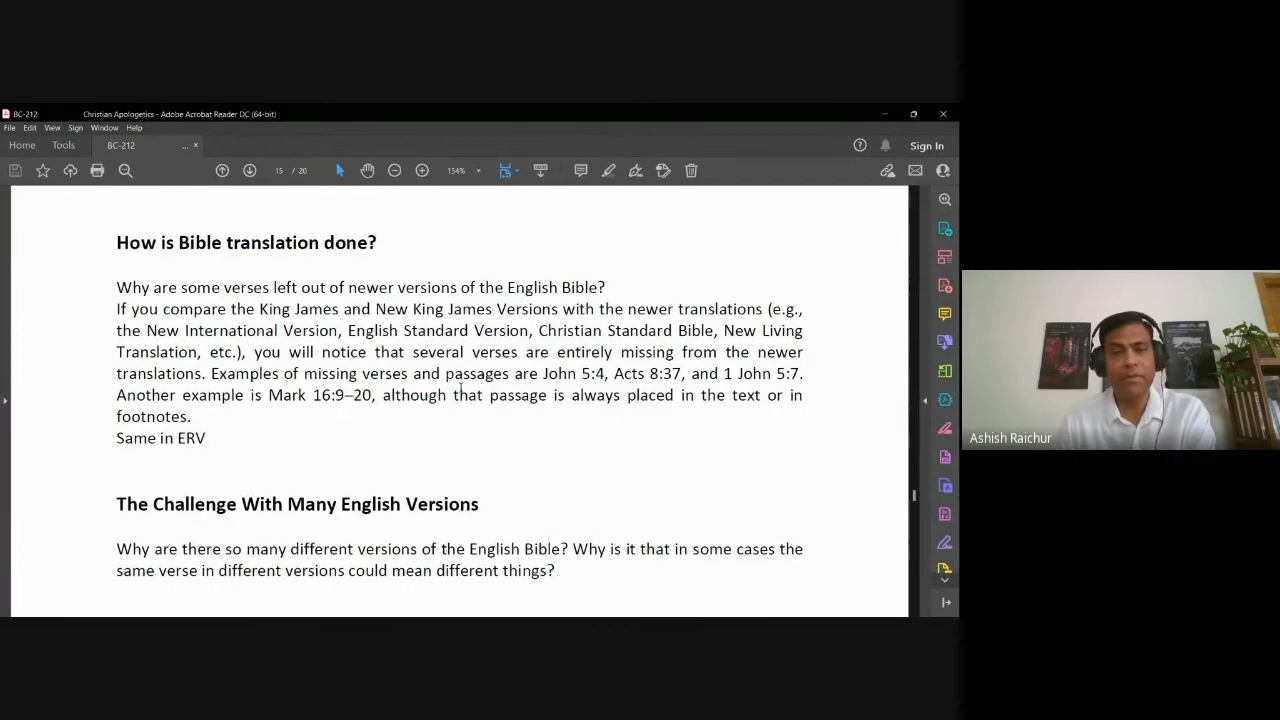 BC-212 Christian Apologetics - Adobe Acrobat Reader DC (64-bit)
File Edit View Sign Window Help
Home Tools BC-212 ... × Sign In
15 / 20 154%
How is Bible translation done?
Why are some verses left out of newer versions of the English Bible?
If you compare the King James and New King James Versions with the newer translations (e.g.,
the New International Version, English Standard Version, Christian Standard Bible, New Living
Translation, etc.), you will notice that several verses are entirely missing from the newer
translations. Examples of missing verses and passages are John 5:4, Acts 8:37, and 1 John 5:7.
Another example is Mark 16:9–20, although that passage is always placed in the text or in
footnotes.
Same in ERV
The Challenge With Many English Versions
Why are there so many different versions of the English Bible? Why is it that in some cases the
same verse in different versions could mean different things?
Ashish Raichur